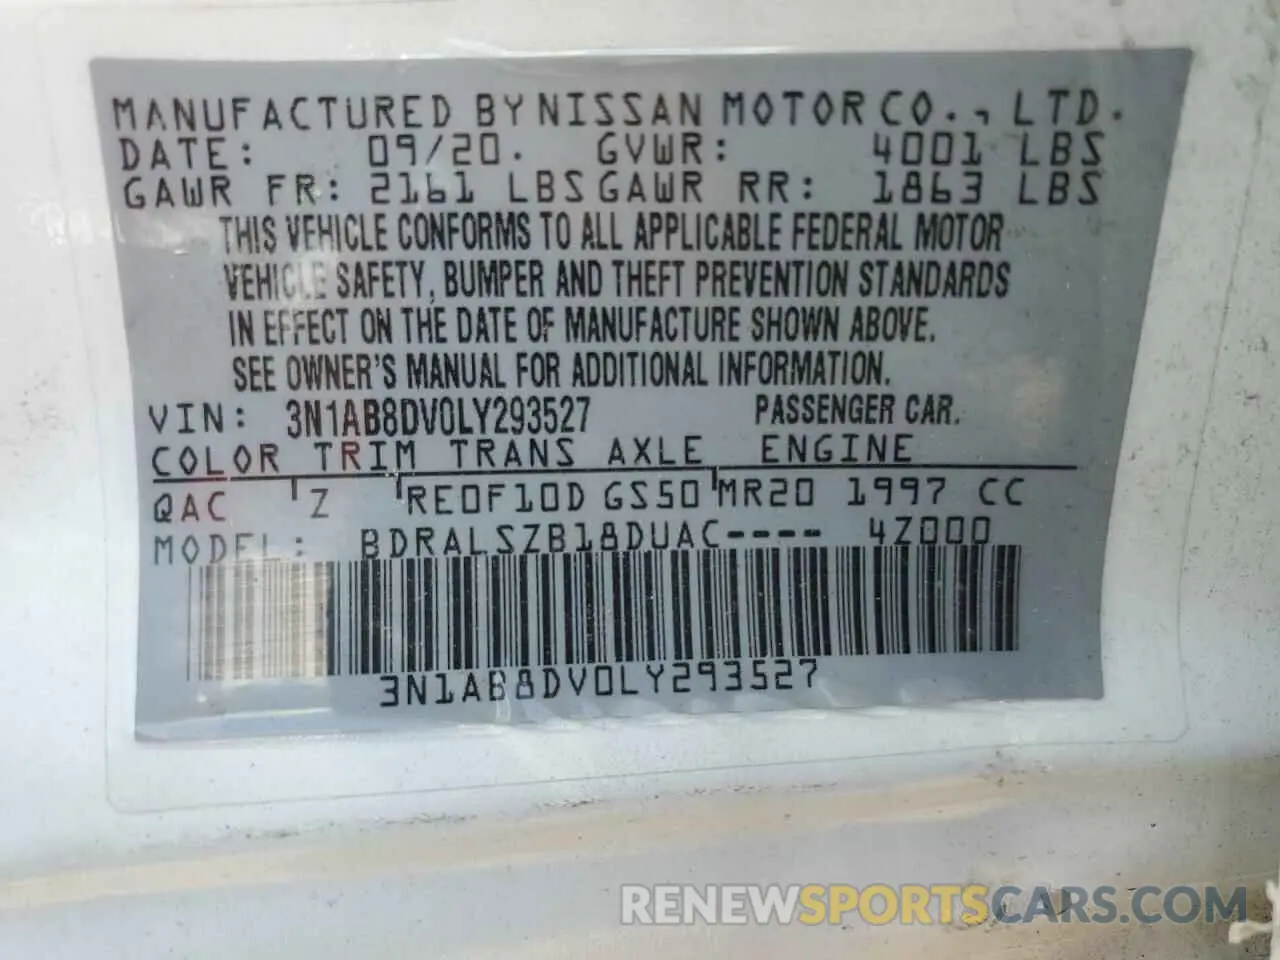 MANUFACTURED BY NISSAN MOTOR CO., LTD.
DATE: 09/20. GVWR: 4001 LBS
GAWR FR: 2161 LBS GAWR RR: 1863 LBS
THIS VEHICLE CONFORMS TO ALL APPLICABLE FEDERAL MOTOR
VEHICLE SAFETY, BUMPER AND THEFT PREVENTION STANDARDS
IN EFFECT ON THE DATE OF MANUFACTURE SHOWN ABOVE.
SEE OWNER'S MANUAL FOR ADDITIONAL INFORMATION.
VIN: 3N1AB8DV0LY293527 PASSENGER CAR.
COLOR TRIM TRANS AXLE ENGINE
QAC Z RE0F10D GS50 MR20 1997 CC
MODEL: BDRALSZB18DUAC---- 4Z000
3N1AB8DV0LY293527
RENEWSPORTSCARS.COM